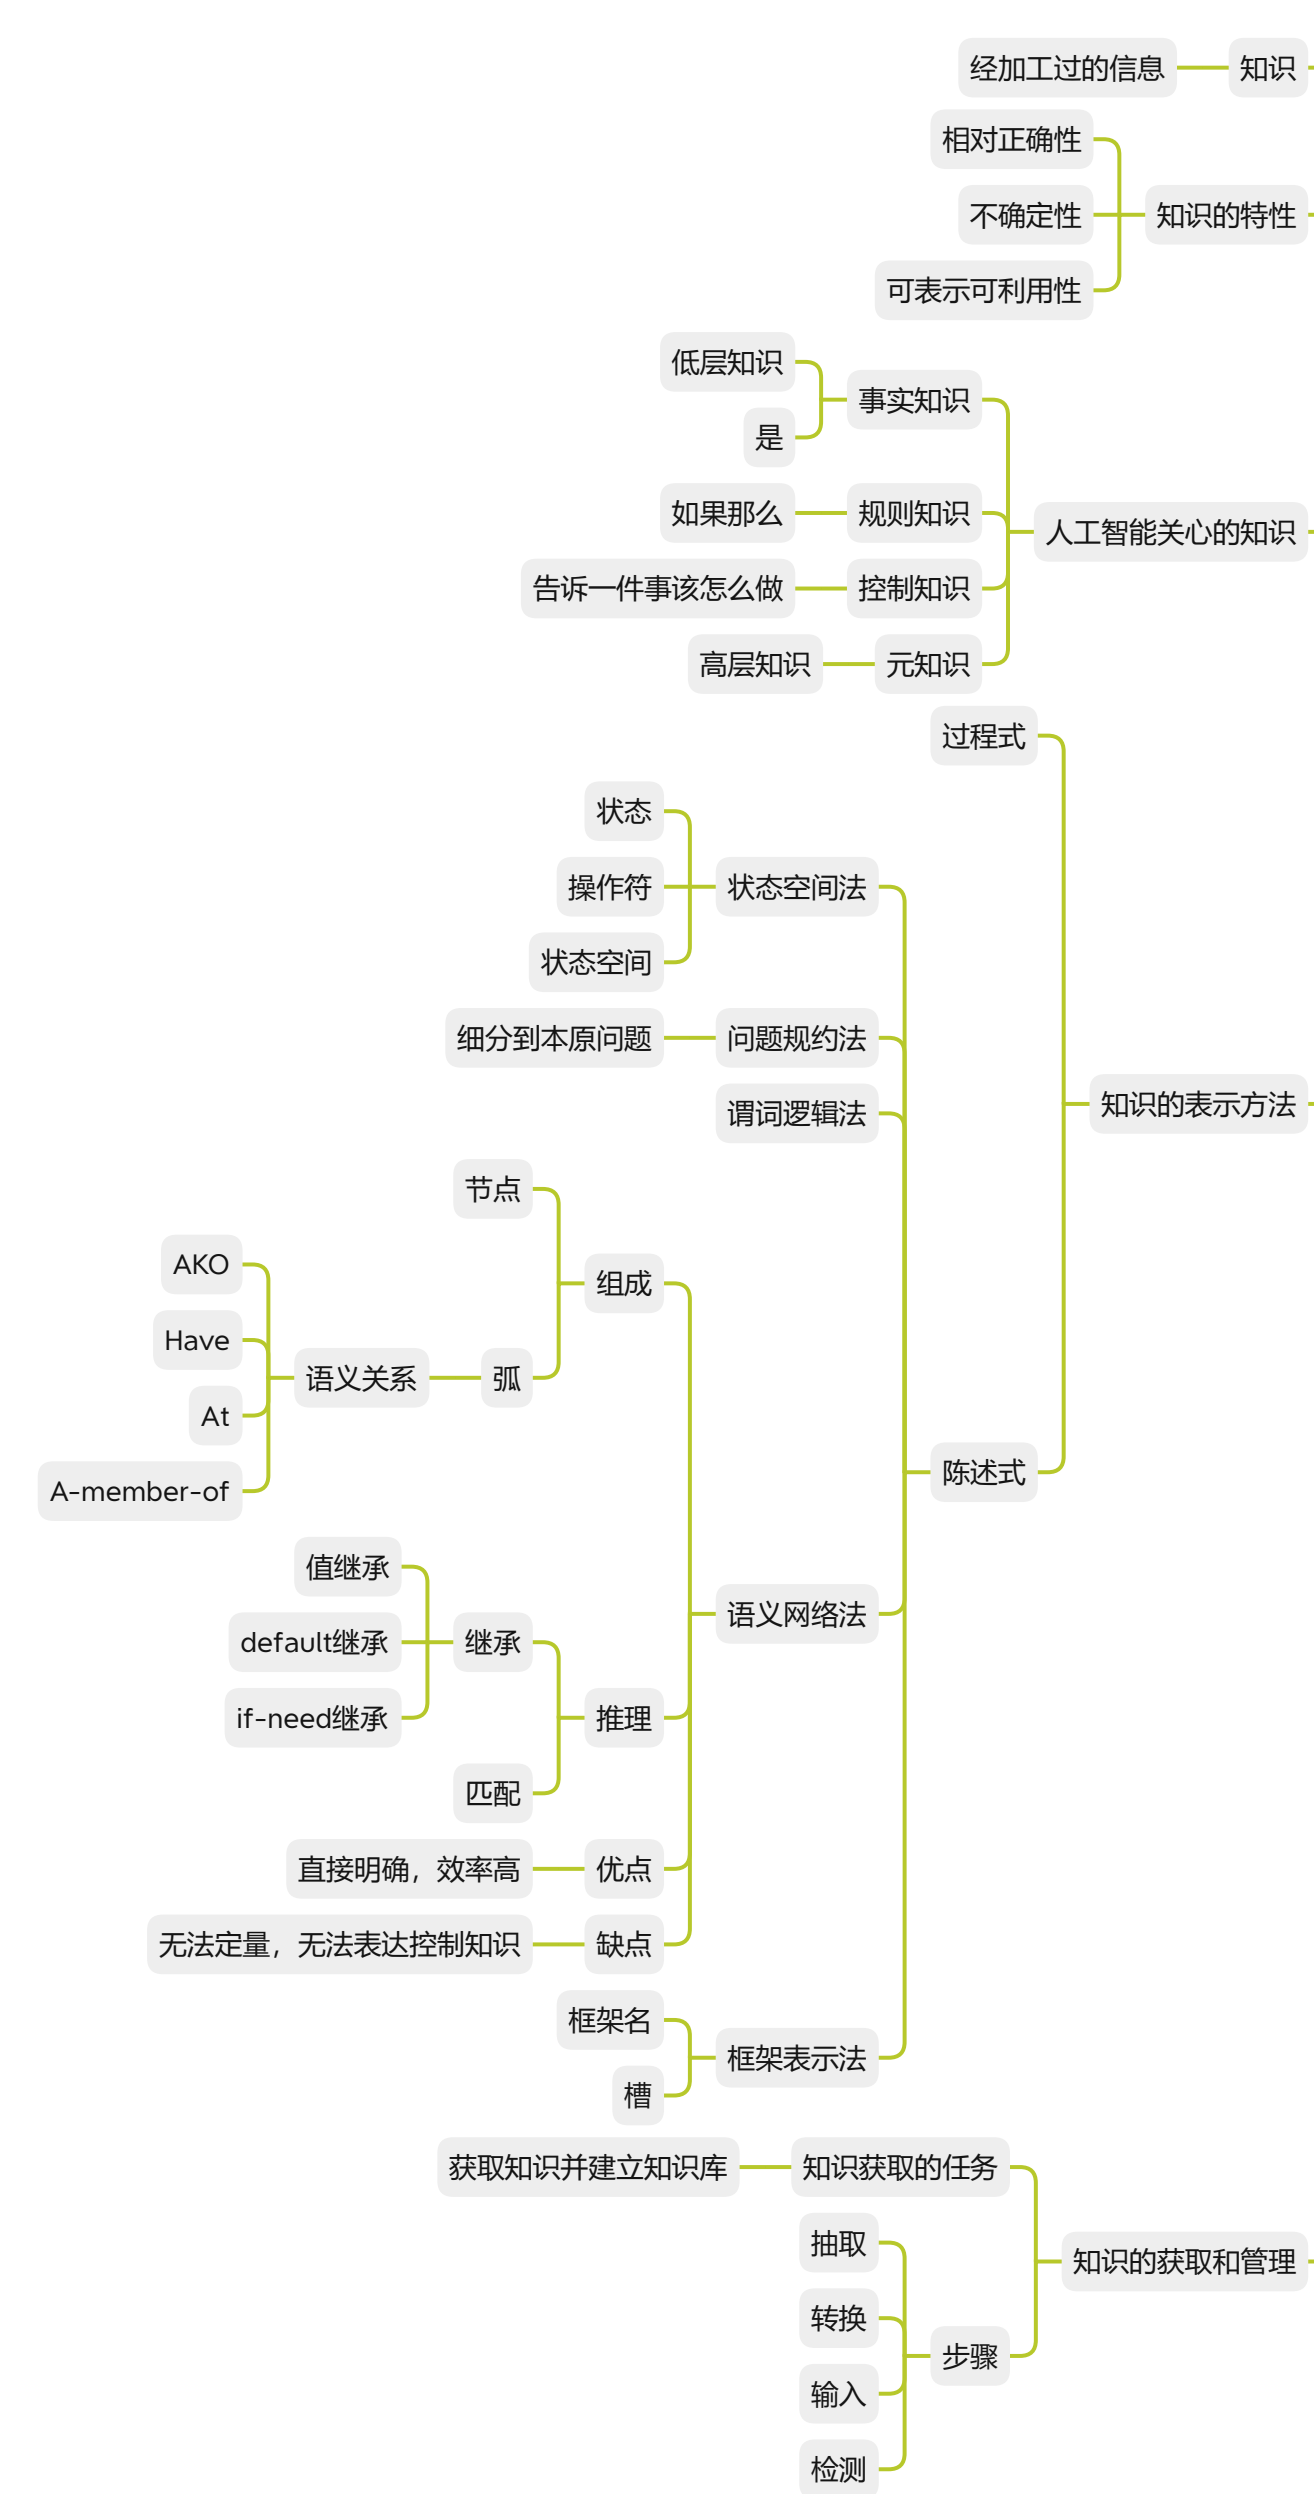 经加工过的信息
知识
相对正确性
不确定性
知识的特性
可表示可利用性
低层知识
事实知识
是
如果那么
规则知识
人工智能关心的知识
告诉一件事该怎么做
控制知识
高层知识
元知识
过程式
状态
操作符
状态空间法
状态空间
细分到本原问题
问题规约法
谓词逻辑法
知识的表示方法
节点
AKO
组成
Have
语义关系
弧
At
陈述式
A-member-of
值继承
语义网络法
default继承
继承
if-need继承
推理
匹配
直接明确，效率高
优点
无法定量，无法表达控制知识
缺点
框架名
框架表示法
槽
获取知识并建立知识库
知识获取的任务
抽取
知识的获取和管理
转换
步骤
输入
检测